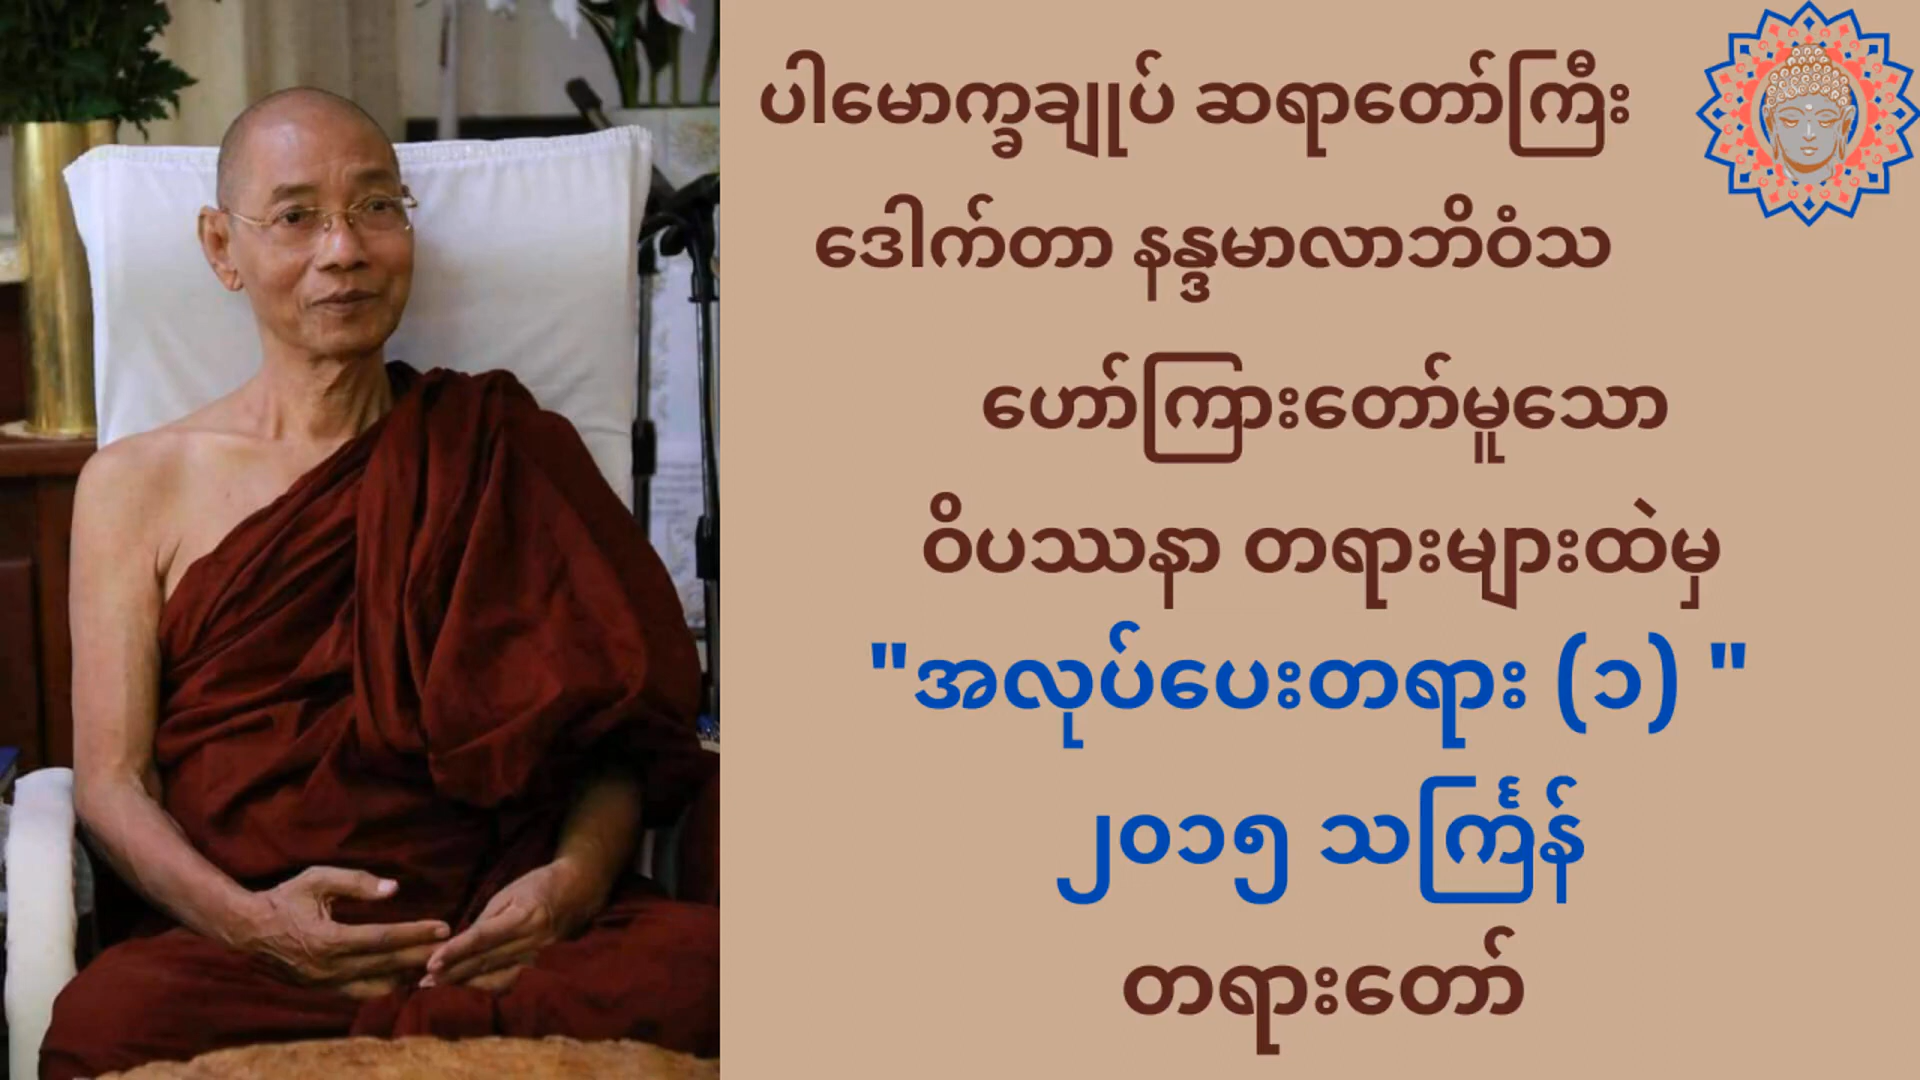 ပါမောက္ခချုပ် ဆရာတော်ကြီး
ဒေါက်တာ နန္ဒမာလာဘိဝံသ
ဟော်ကြားတော်မူသော
ဝိပဿနာ တရားများထဲမှ
"အလုပ်ပေးတရား (၁) "
၂၀၁၅ သင်္ကြန်
တရားတော်